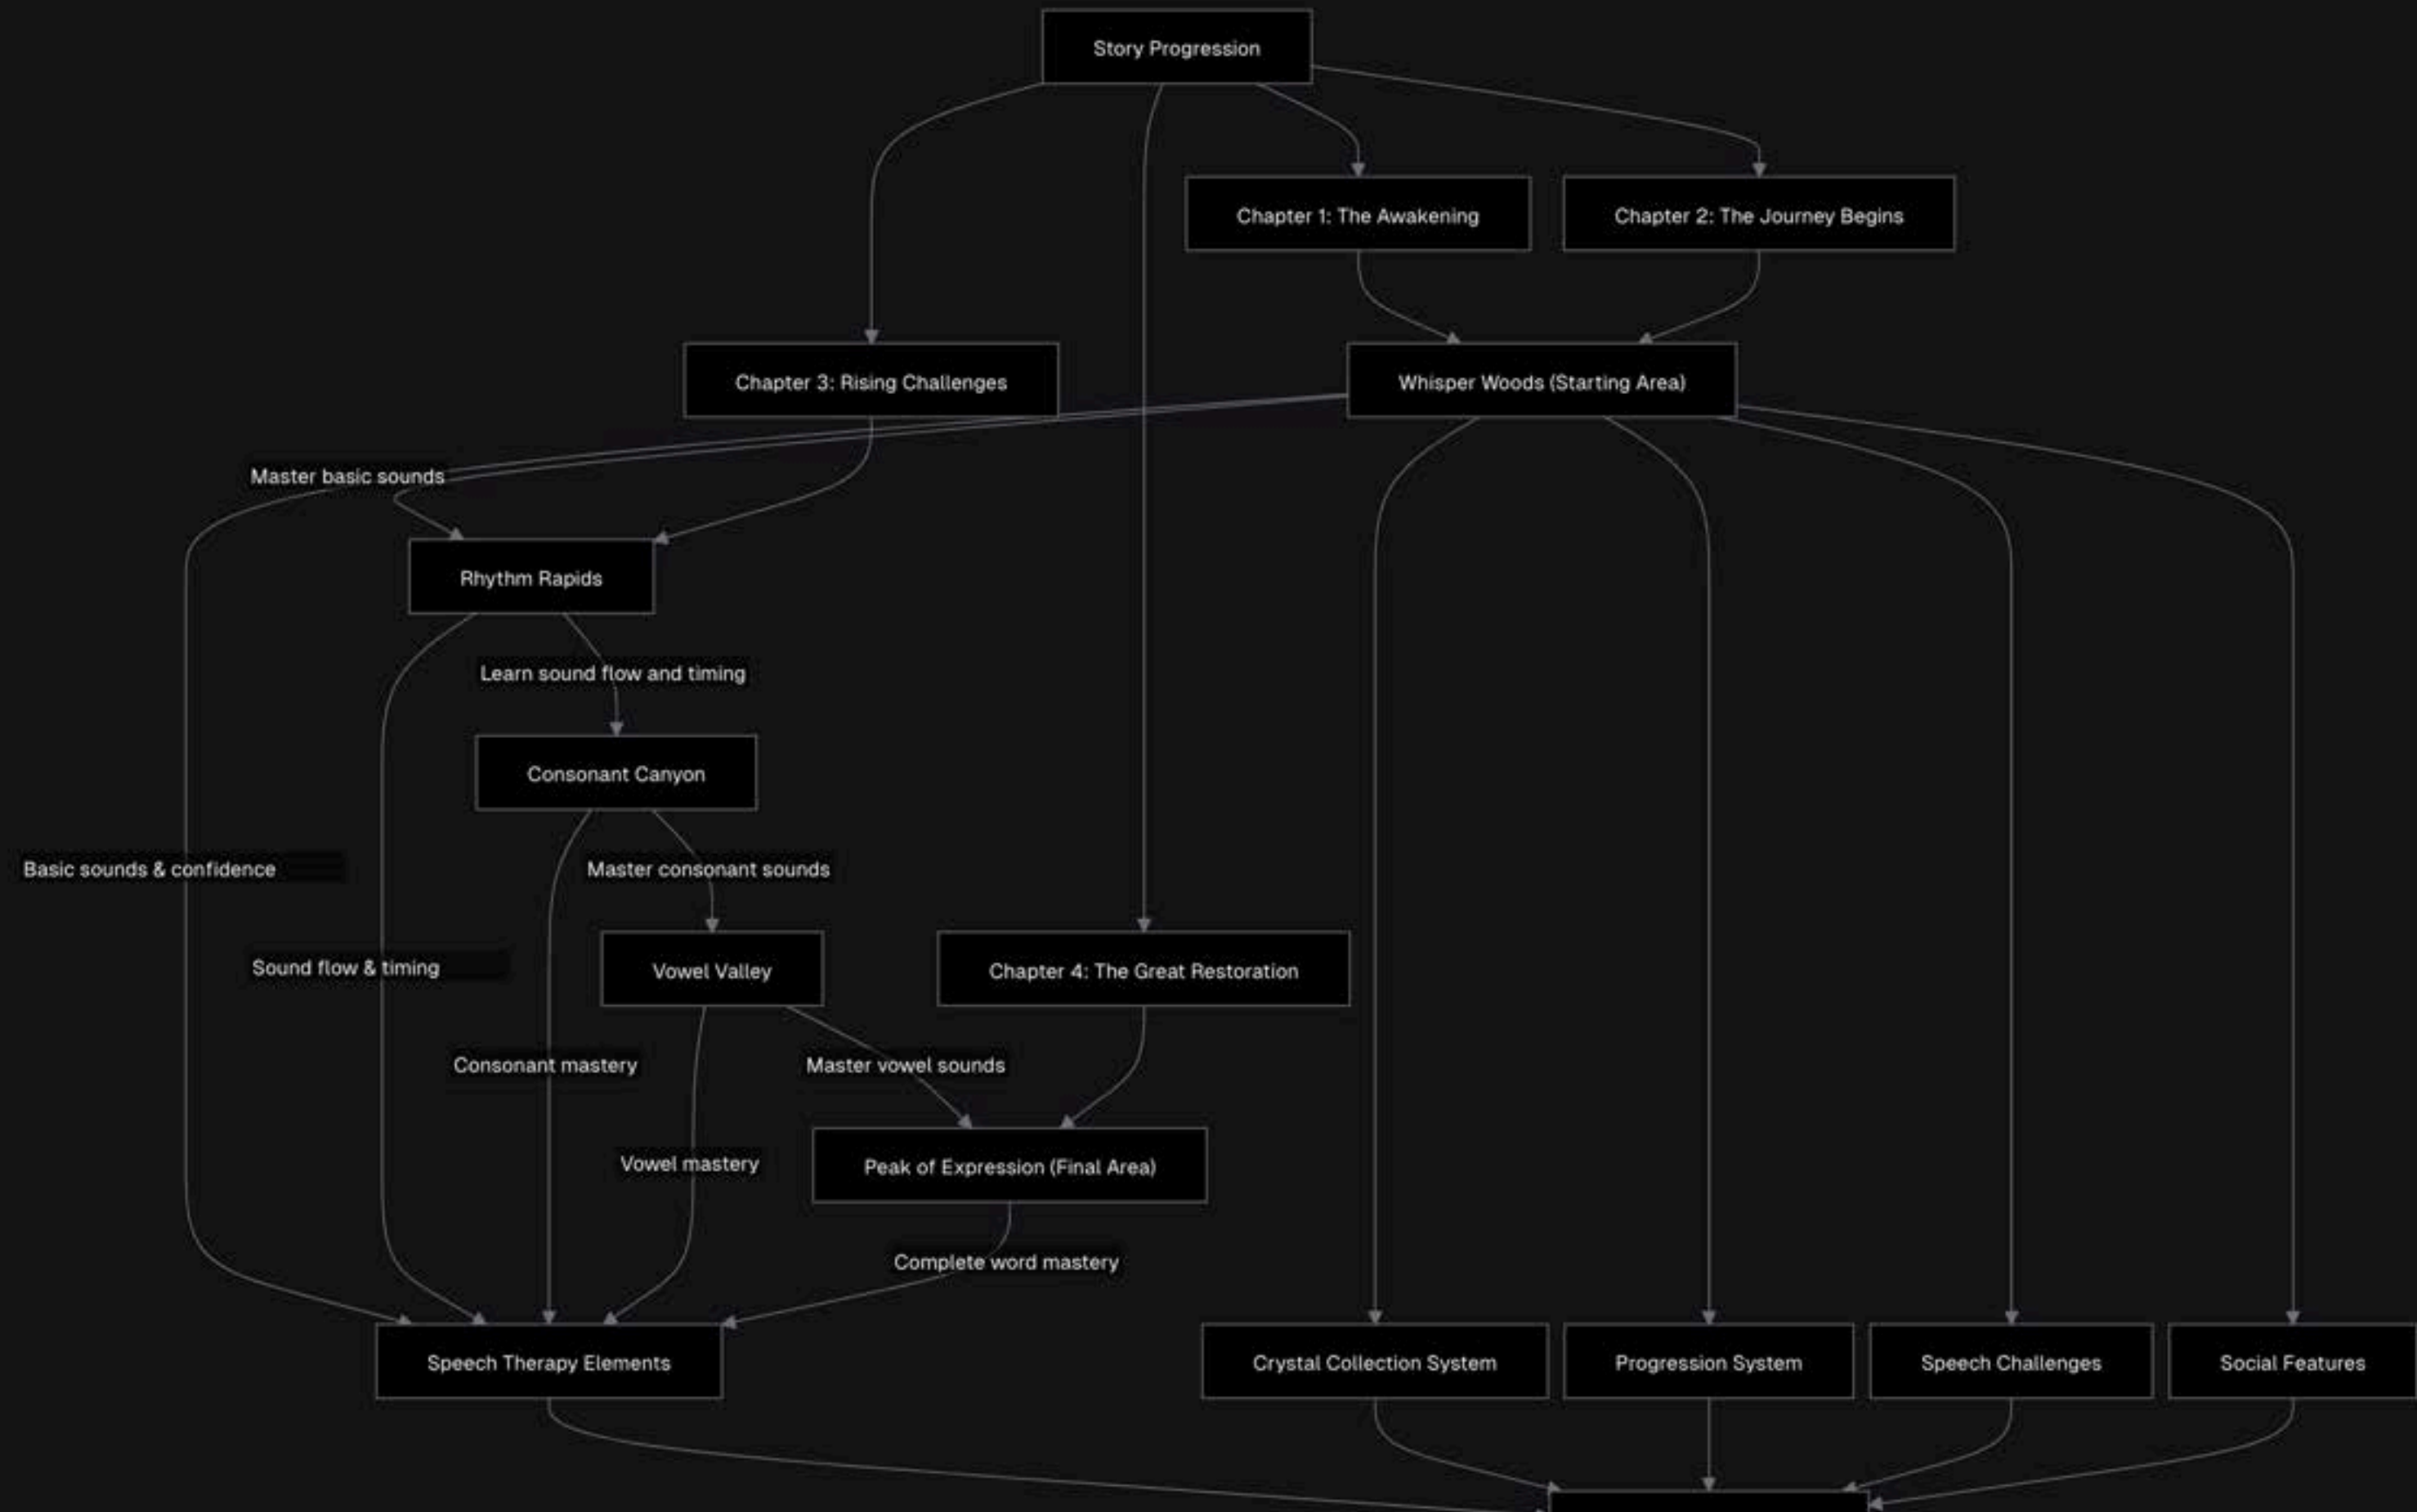 Story Progression
Chapter 1: The Awakening
Chapter 2: The Journey Begins
Chapter 3: Rising Challenges
Whisper Woods (Starting Area)
Master basic sounds
Rhythm Rapids
Learn sound flow and timing
Consonant Canyon
Basic sounds & confidence
Master consonant sounds
Sound flow & timing
Vowel Valley
Chapter 4: The Great Restoration
Consonant mastery
Master vowel sounds
Vowel mastery
Peak of Expression (Final Area)
Complete word mastery
Speech Therapy Elements
Crystal Collection System
Progression System
Speech Challenges
Social Features